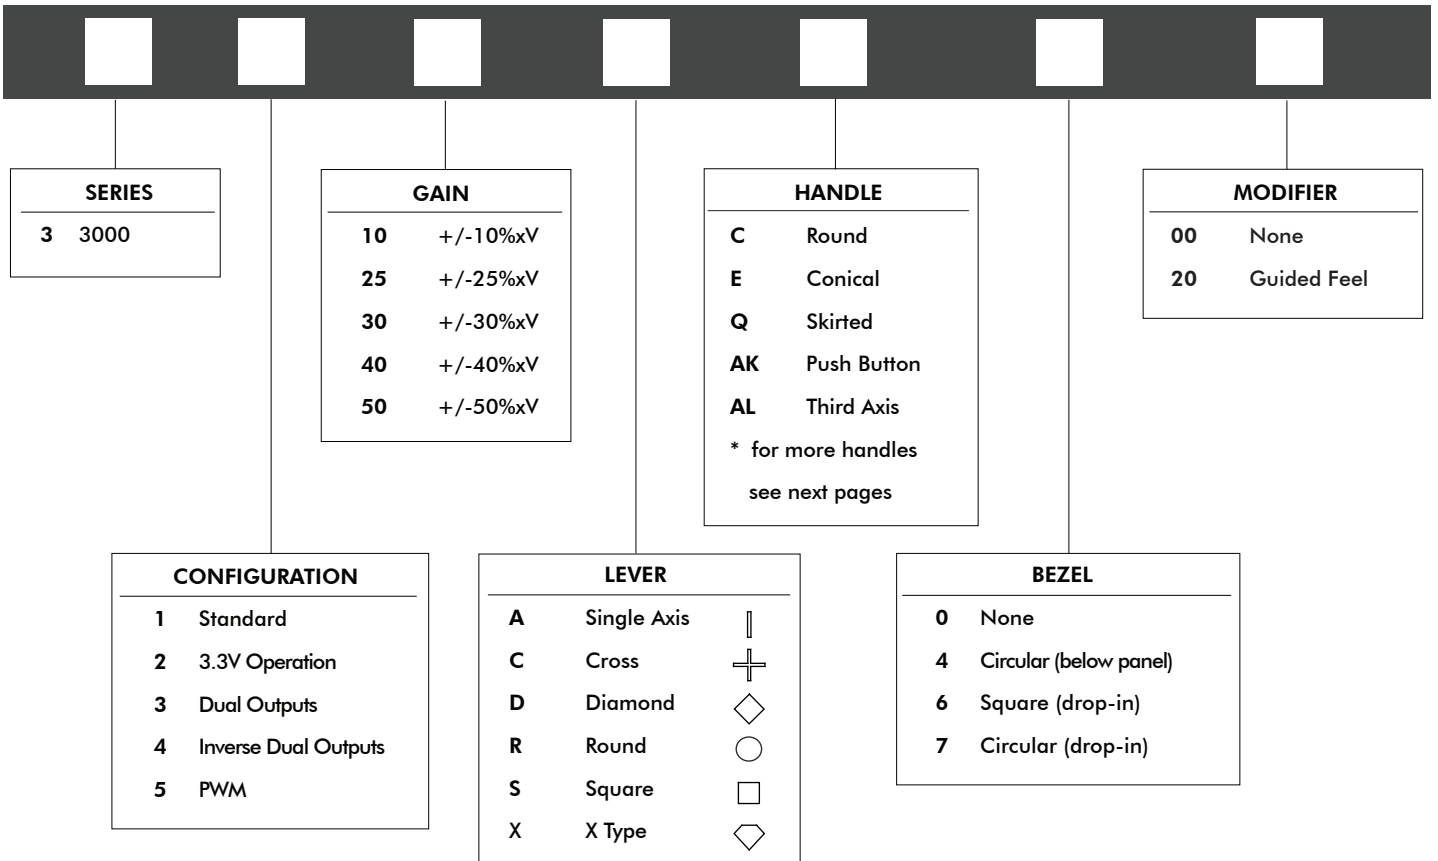 SERIES
3 3000
GAIN
10 +/-10%xV
25 +/-25%xV
30 +/-30%xV
40 +/-40%xV
50 +/-50%xV
HANDLE
C Round
E Conical
Q Skirted
AK Push Button
AL Third Axis
* for more handles
see next pages
MODIFIER
00 None
20 Guided Feel
CONFIGURATION
1 Standard
2 3.3V Operation
3 Dual Outputs
4 Inverse Dual Outputs
5 PWM
LEVER
A Single Axis
C Cross
D Diamond
R Round
S Square
X X Type
BEZEL
0 None
4 Circular (below panel)
6 Square (drop-in)
7 Circular (drop-in)